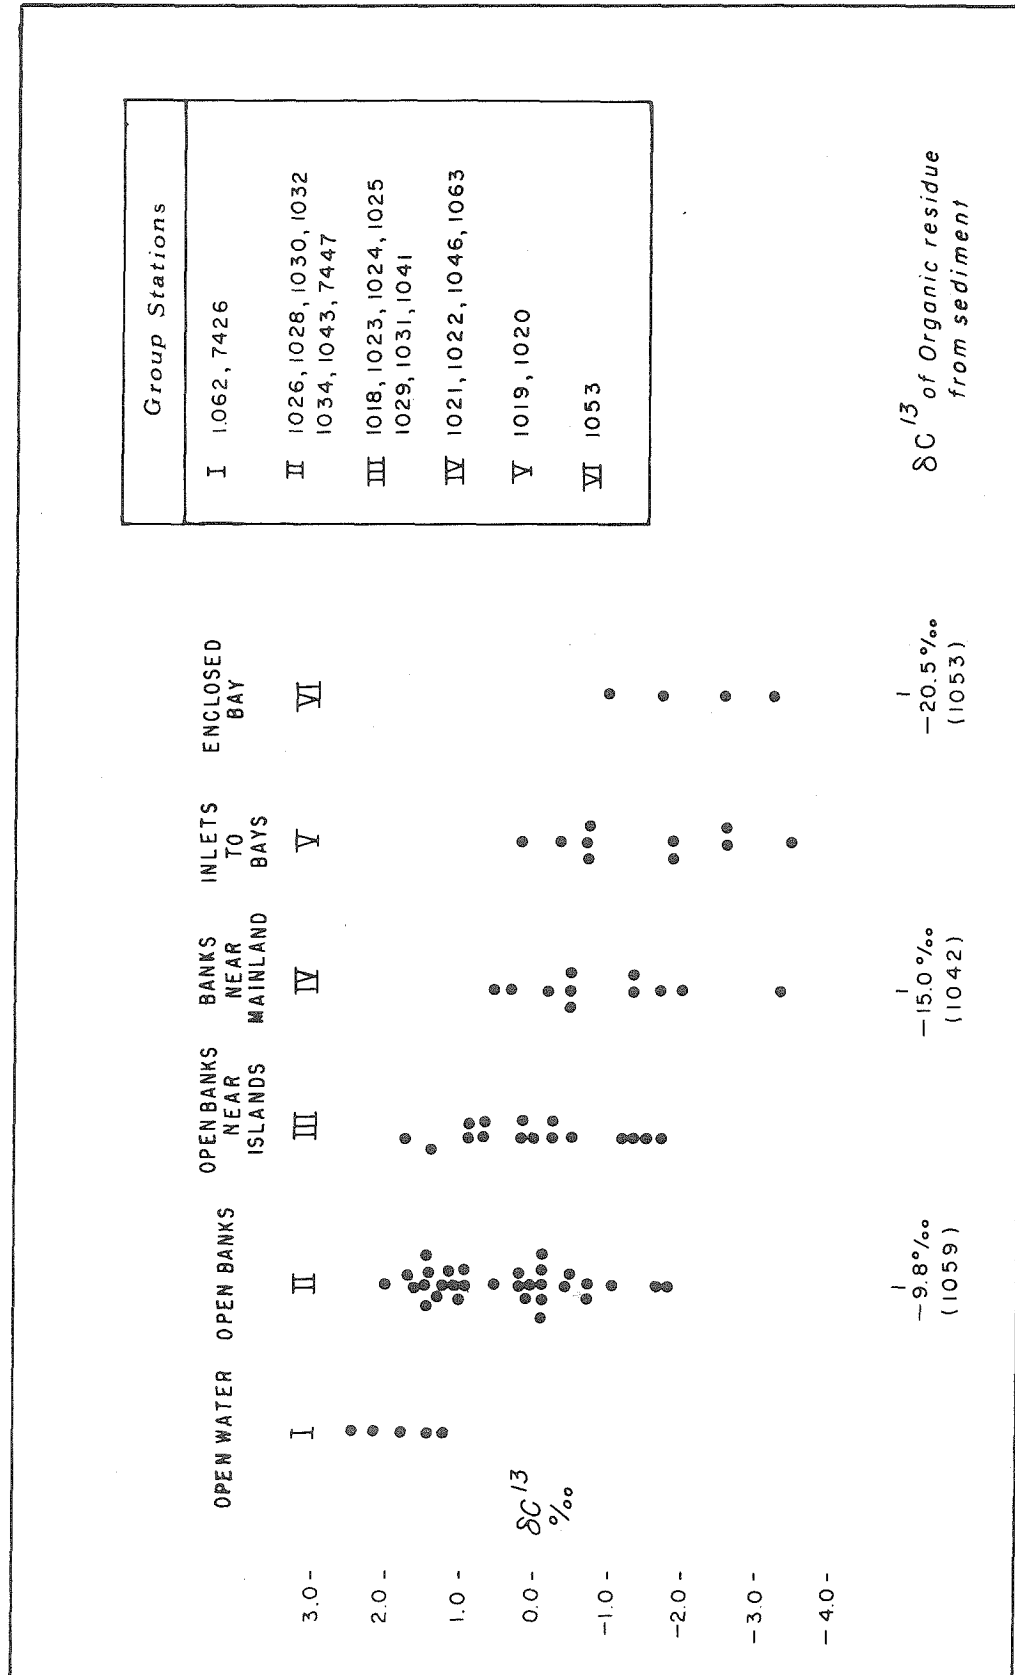 OPEN WATER
I
OPEN BANKS
II
OPEN BANKS
NEAR
ISLANDS
III
BANKS
NEAR
MAINLAND
IV
INLETS
TO
BAYS
V
ENCLOSED
BAY
VI
3.0 -
2.0 -
1.0 -
0.0 -
-1.0 -
-2.0 -
-3.0 -
-4.0 -
δC¹³
‰
Group Stations
I 1.062, 7426
II 1026, 1028, 1030, 1032
1034, 1043, 7447
III 1018, 1023, 1024, 1025
1029, 1031, 1041
IV 1021, 1022, 1046, 1063
V 1019, 1020
VI 1053
-9.8‰
(1059)
-15.0‰
(1042)
-20.5‰
(1053)
δC¹³ of Organic residue
from sediment